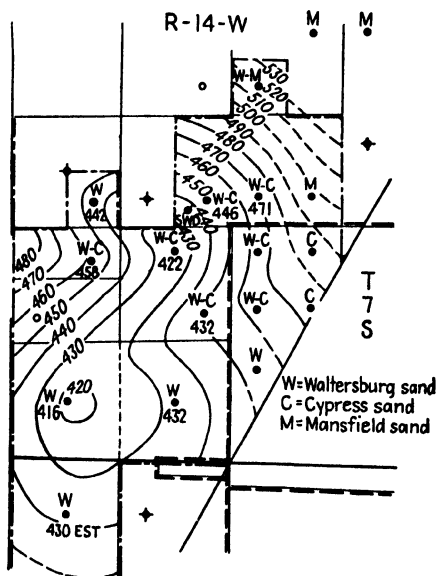 R-14-W
M
M
W-M
530
520
510
500
490
480
470
460
450
W
442
W-C
446
W-C
471
M
SWD
430
480
470
460
450
440
430
W-C
458
W-C
422
W-C
C
W-C
432
W-C
C
T
7
S
W
420
W
416
W
432
W=Waltersburg sand
C=Cypress sand
M=Mansfield sand
W
430 EST